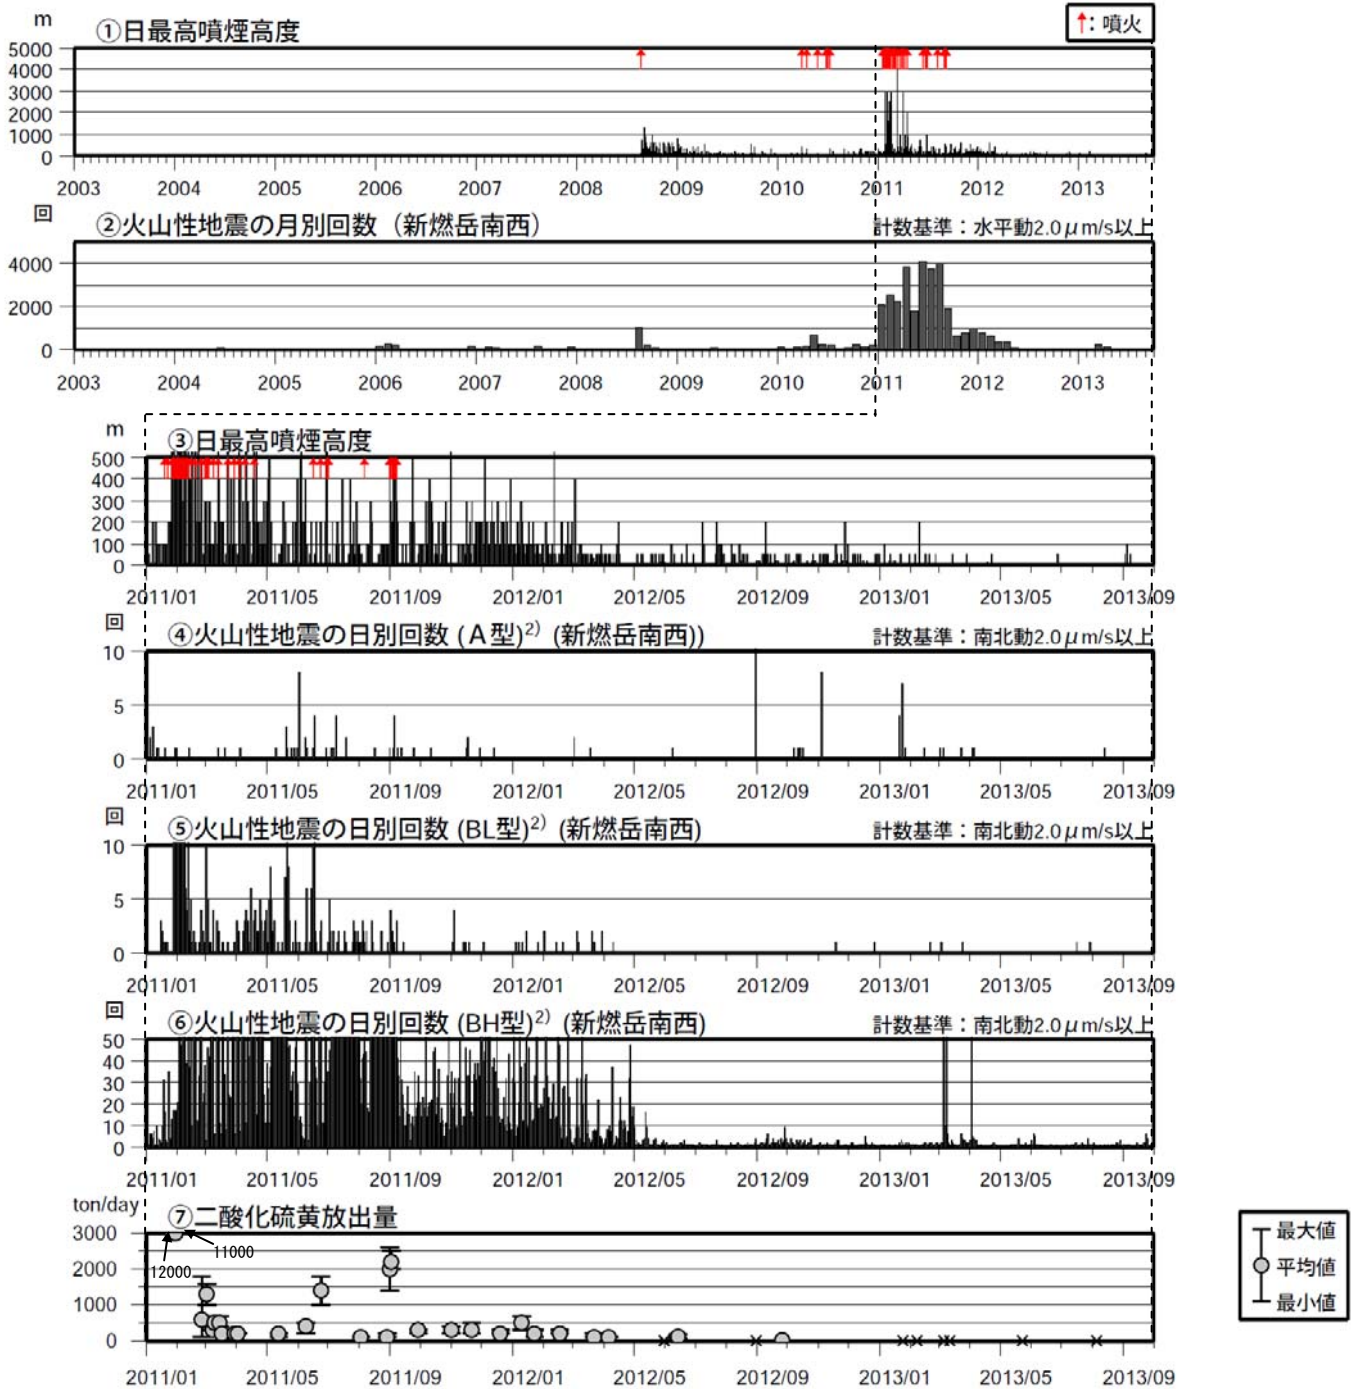 m
①日最高噴煙高度
↑：噴火
5000
4000
3000
2000
1000
0
2003 2004 2005 2006 2007 2008 2009 2010 2011 2012 2013
回
②火山性地震の月別回数（新燃岳南西）
計数基準：水平動2.0μm/s以上
4000
2000
0
2003 2004 2005 2006 2007 2008 2009 2010 2011 2012 2013
m
③日最高噴煙高度
500
400
300
200
100
0
2011/01 2011/05 2011/09 2012/01 2012/05 2012/09 2013/01 2013/05 2013/09
回
④火山性地震の日別回数 (Ａ型)2) (新燃岳南西))
計数基準：南北動2.0μm/s以上
10
5
0
2011/01 2011/05 2011/09 2012/01 2012/05 2012/09 2013/01 2013/05 2013/09
回
⑤火山性地震の日別回数 (BL型)2) (新燃岳南西)
計数基準：南北動2.0μm/s以上
10
5
0
2011/01 2011/05 2011/09 2012/01 2012/05 2012/09 2013/01 2013/05 2013/09
回
⑥火山性地震の日別回数 (BH型)2) (新燃岳南西)
計数基準：南北動2.0μm/s以上
50
40
30
20
10
0
2011/01 2011/05 2011/09 2012/01 2012/05 2012/09 2013/01 2013/05 2013/09
ton/day
⑦二酸化硫黄放出量
3000
2000
1000
0
12000
11000
2011/01 2011/05 2011/09 2012/01 2012/05 2012/09 2013/01 2013/05 2013/09
最大値
平均値
最小値